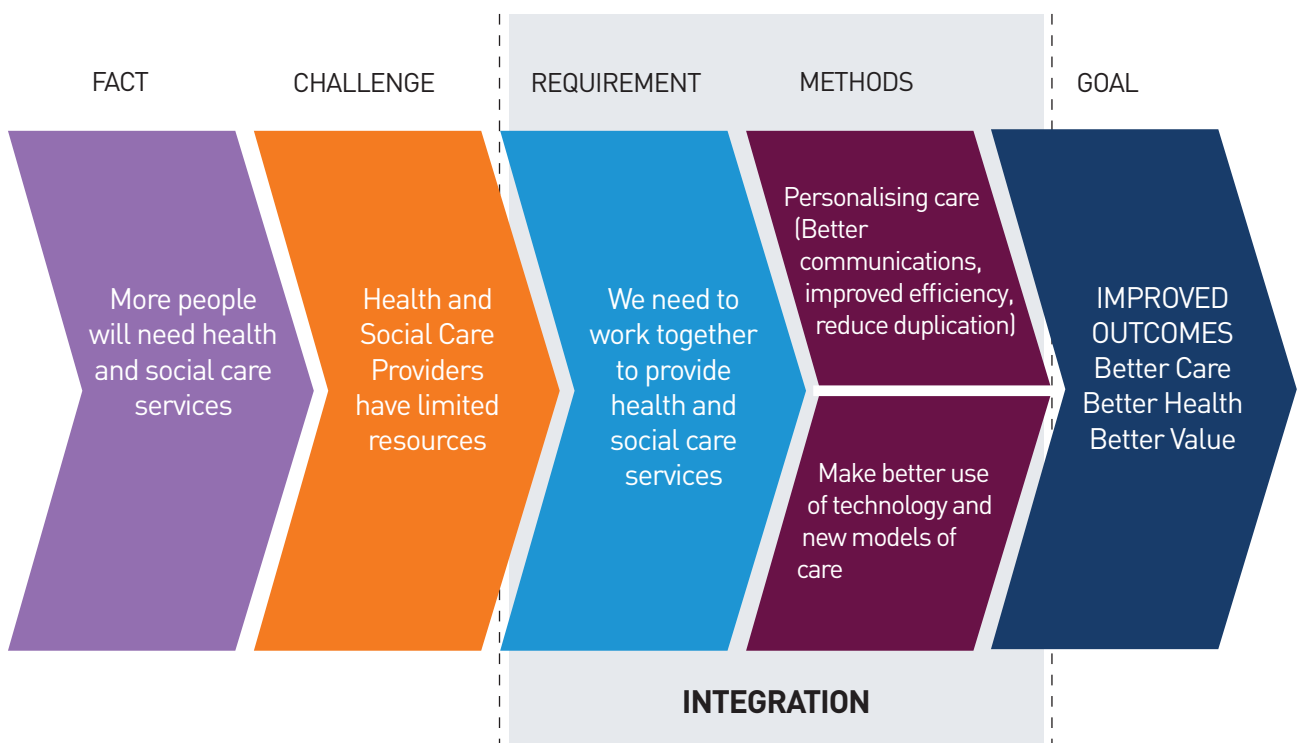 FACT
CHALLENGE
REQUIREMENT
METHODS
GOAL
More people
will need health
and social care
services
Health and
Social Care
Providers
have limited
resources
We need to
work together
to provide
health and
social care
services
Personalising care
(Better
communications,
improved efficiency,
reduce duplication)
Make better use
of technology and
new models of
care
IMPROVED
OUTCOMES
Better Care
Better Health
Better Value
INTEGRATION